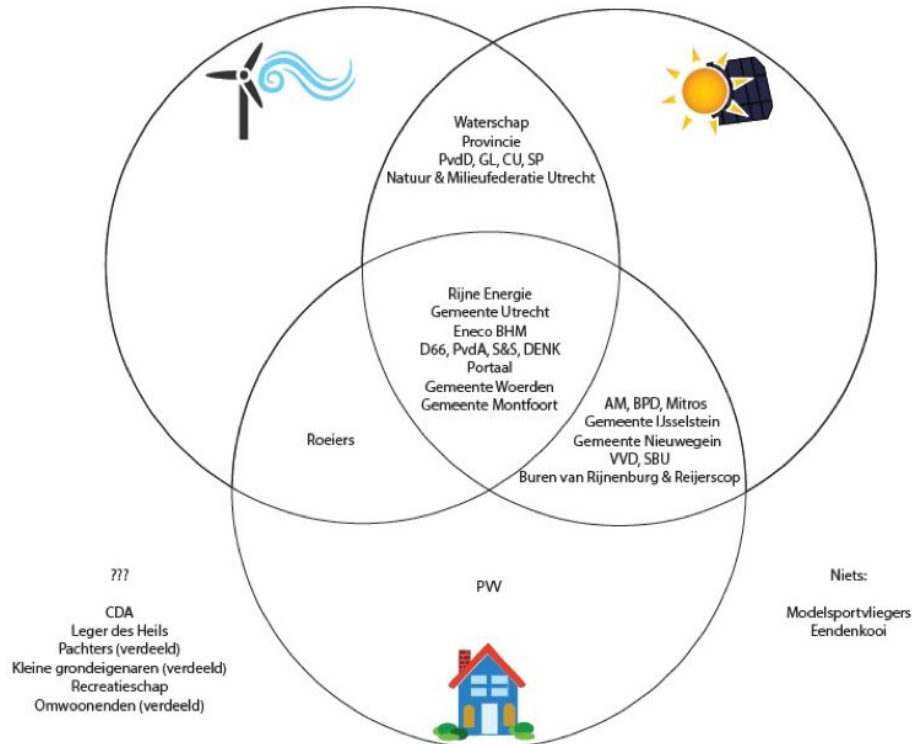 Waterschap
Provincie
PvdD, GL, CU, SP
Natuur & Milieufederatie Utrecht
Rijne Energie
Gemeente Utrecht
Eneco BHM
D66, PvdA, S&S, DENK
Portaal
Gemeente Woerden
Gemeente Montfoort
AM, BPD, Mitros
Gemeente IJsselstein
Gemeente Nieuwegein
VVD, SBU
Buren van Rijnenburg & Reijerscop
Roeiers
PVV
???
CDA
Leger des Heils
Pachters (verdeeld)
Kleine grondeigenaren (verdeeld)
Recreatieschap
Omwoonenden (verdeeld)
Niets:
Modelsportvliegers
Eendenkooi